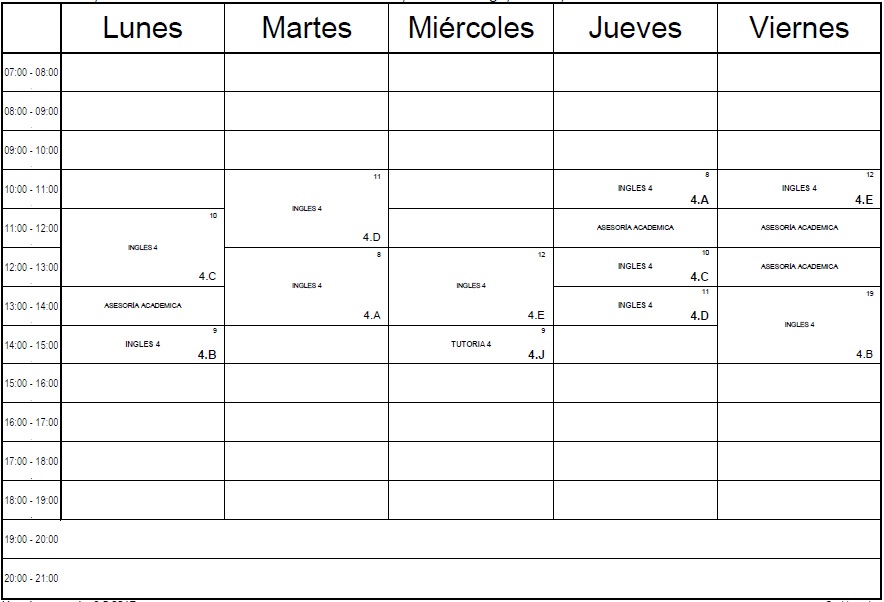 Lunes Martes Miércoles Jueves Viernes
07:00 - 08:00
08:00 - 09:00
09:00 - 10:00
10:00 - 11:00
11
INGLES 4
4.D
8
INGLES 4
4.A
12
INGLES 4
4.E
11:00 - 12:00
10
INGLES 4
4.C
ASESORÍA ACADEMICA
ASESORÍA ACADEMICA
12:00 - 13:00
8
INGLES 4
4.A
12
INGLES 4
4.E
10
INGLES 4
4.C
ASESORÍA ACADEMICA
13:00 - 14:00
ASESORÍA ACADEMICA
11
INGLES 4
4.D
19
INGLES 4
4.B
14:00 - 15:00
9
INGLES 4
4.B
9
TUTORIA 4
4.J
15:00 - 16:00
16:00 - 17:00
17:00 - 18:00
18:00 - 19:00
19:00 - 20:00
20:00 - 21:00